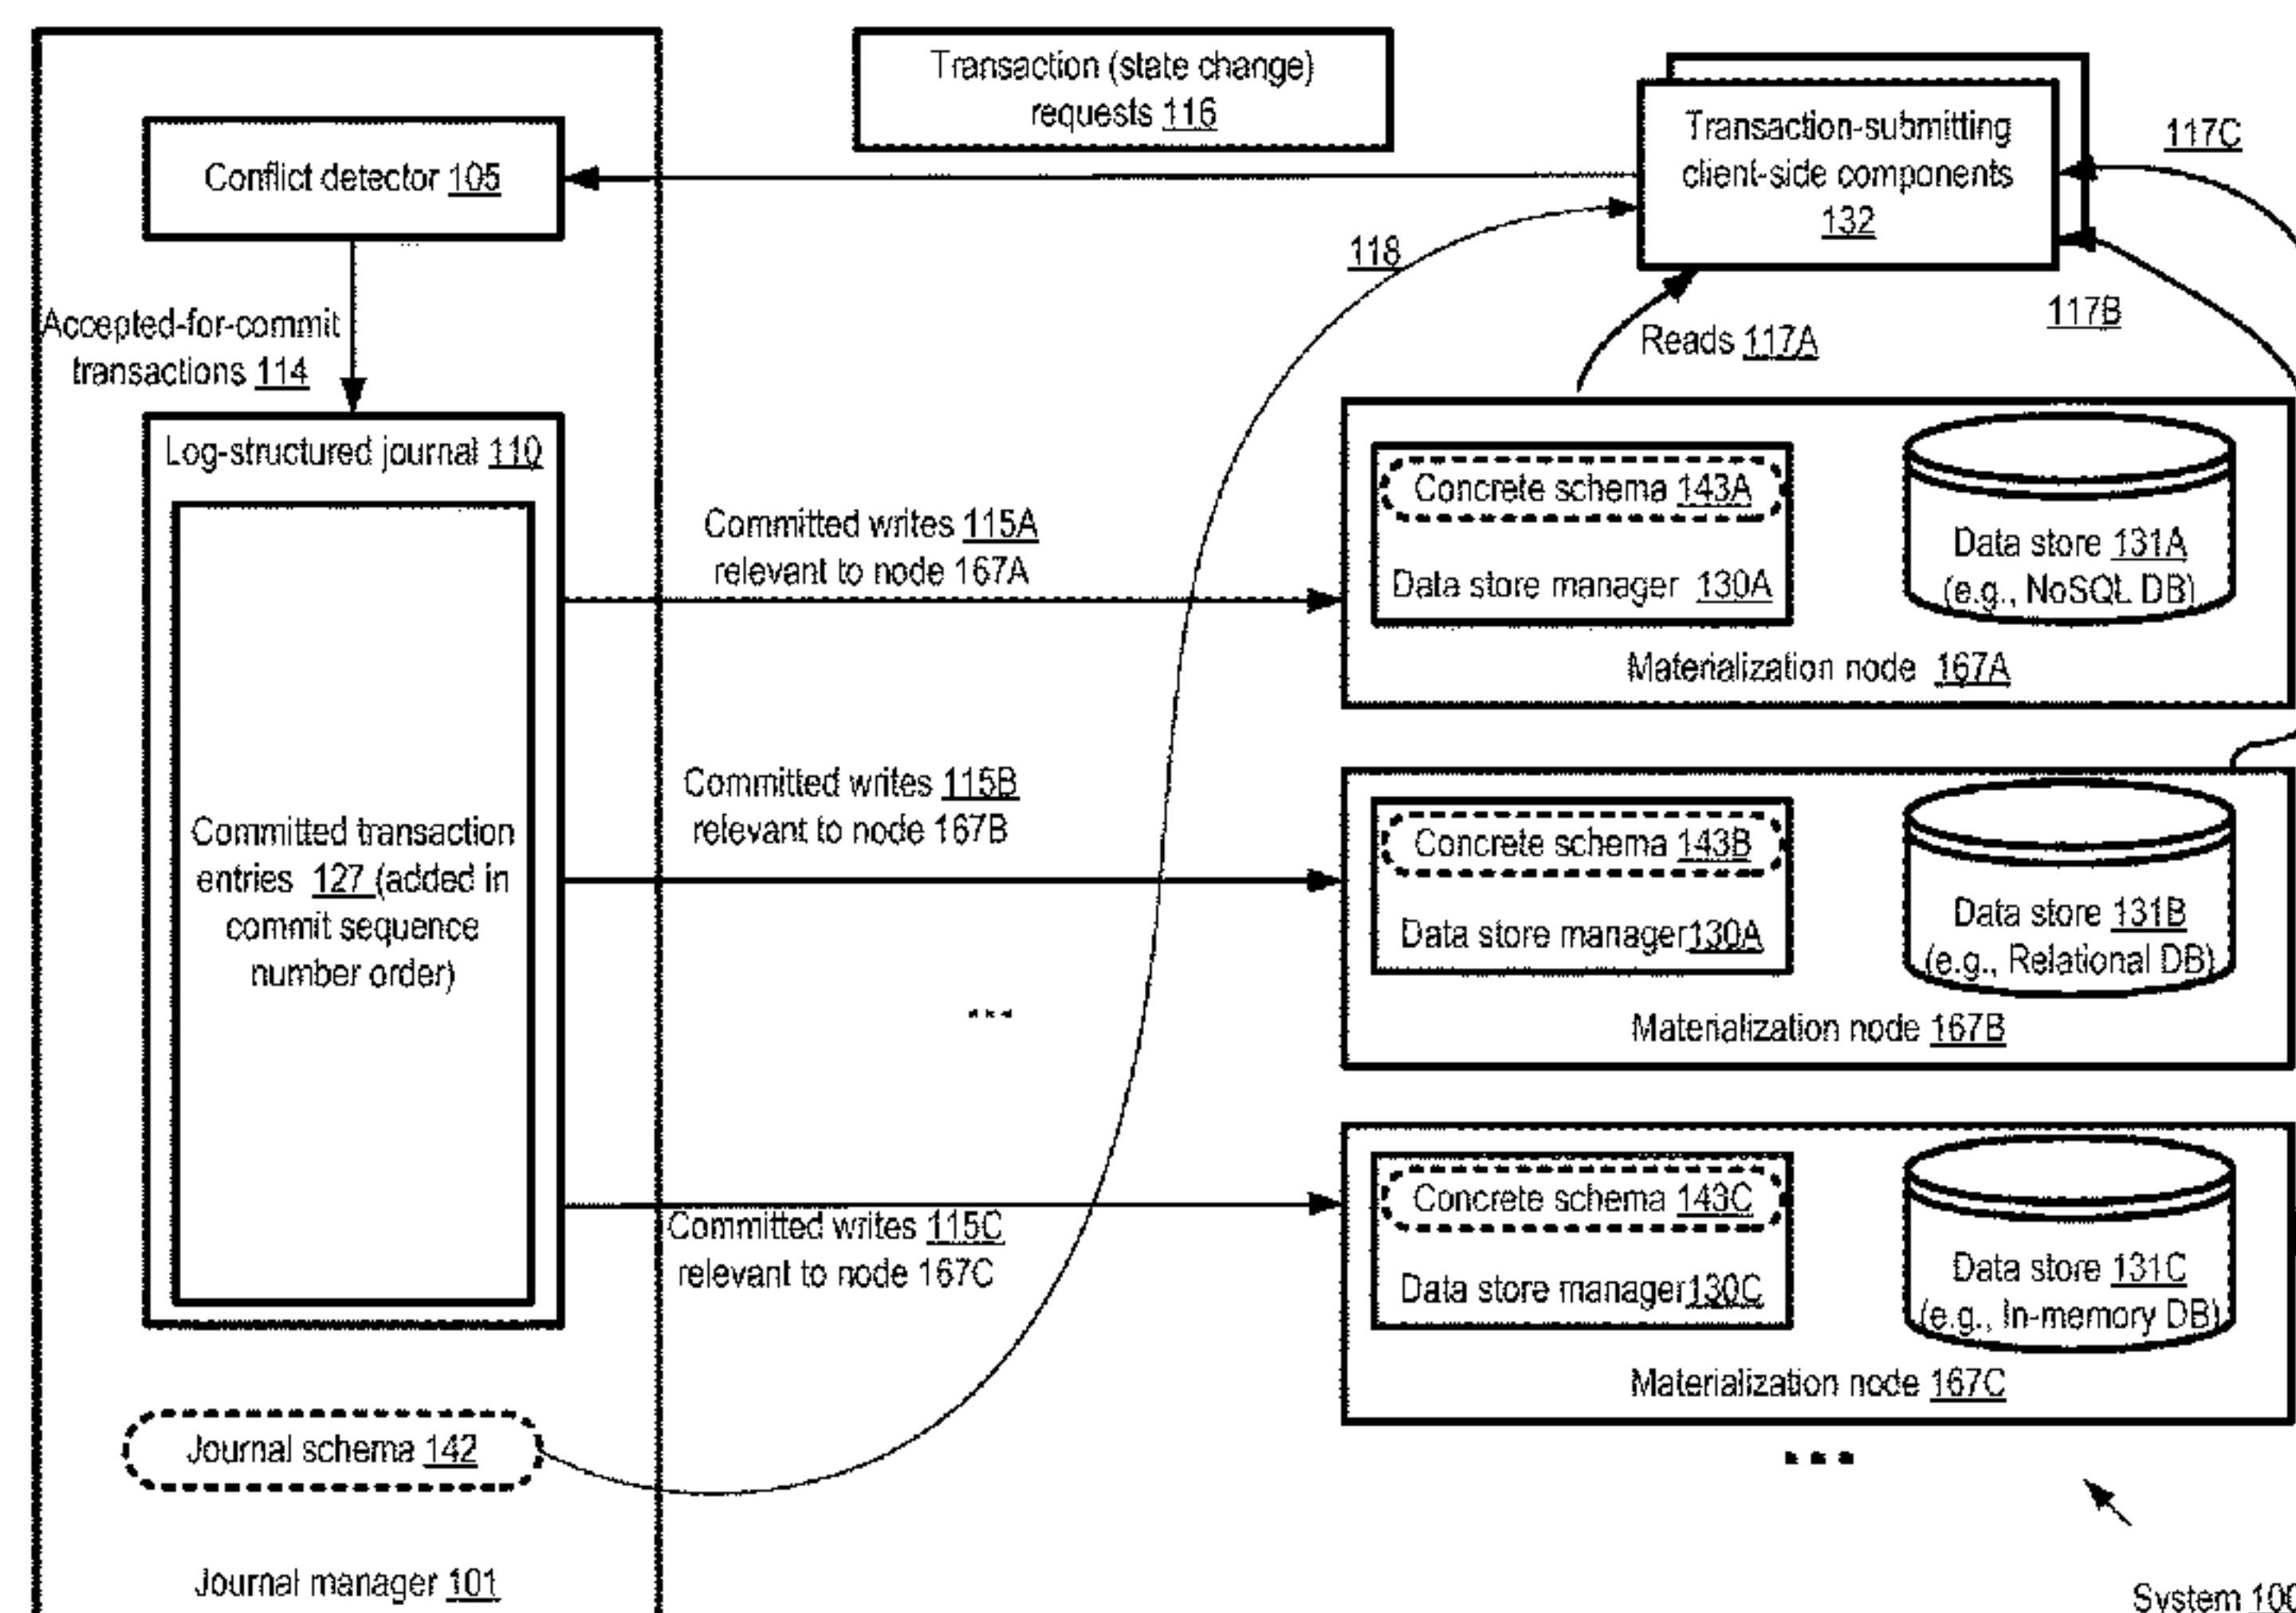 Transaction (state change)
requests 116
Transaction-submitting
client-side components
132
117C
Conflict detector 105
118
117B
Reads 117A
Accepted-for-commit
transactions 114
Log-structured journal 110
Committed transaction
entries 127 (added in
commit sequence
number order)
Committed writes 115A
relevant to node 167A
Concrete schema 143A
Data store manager 130A
Data store 131A
(e.g., NoSQL DB)
Materialization node 167A
Committed writes 115B
relevant to node 167B
Concrete schema 143B
Data store manager130A
Data store 131B
(e.g., Relational DB)
Materialization node 167B
...
Committed writes 115C
relevant to node 167C
Concrete schema 143C
Data store manager130C
Data store 131C
(e.g., In-memory DB)
Materialization node 167C
...
Journal schema 142
Journal manager 101
System 100